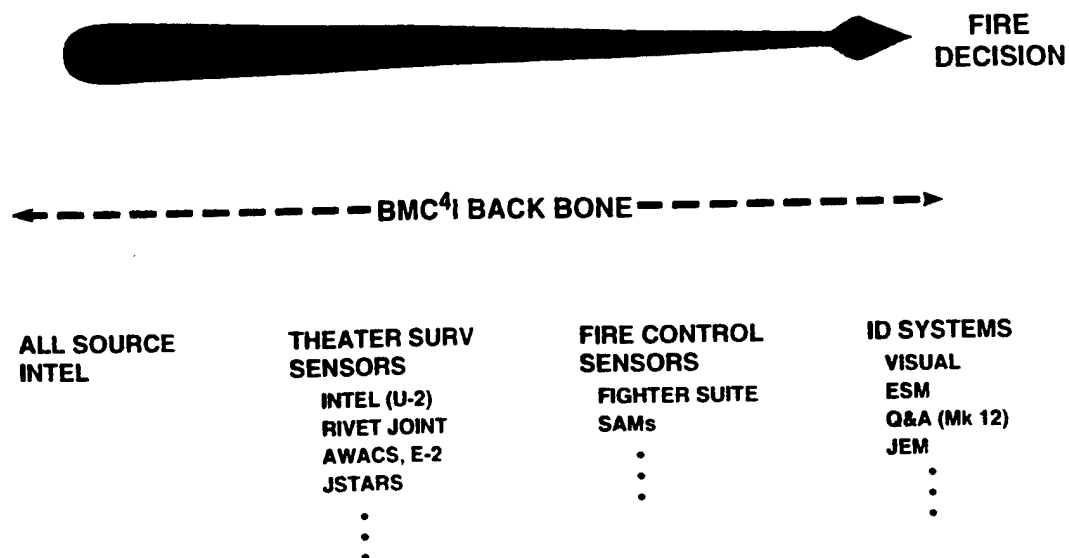 FIRE
DECISION
BMC⁴I BACK BONE
ALL SOURCE
INTEL
THEATER SURV
SENSORS
INTEL (U-2)
RIVET JOINT
AWACS, E-2
JSTARS
FIRE CONTROL
SENSORS
FIGHTER SUITE
SAMs
ID SYSTEMS
VISUAL
ESM
Q&A (Mk 12)
JEM